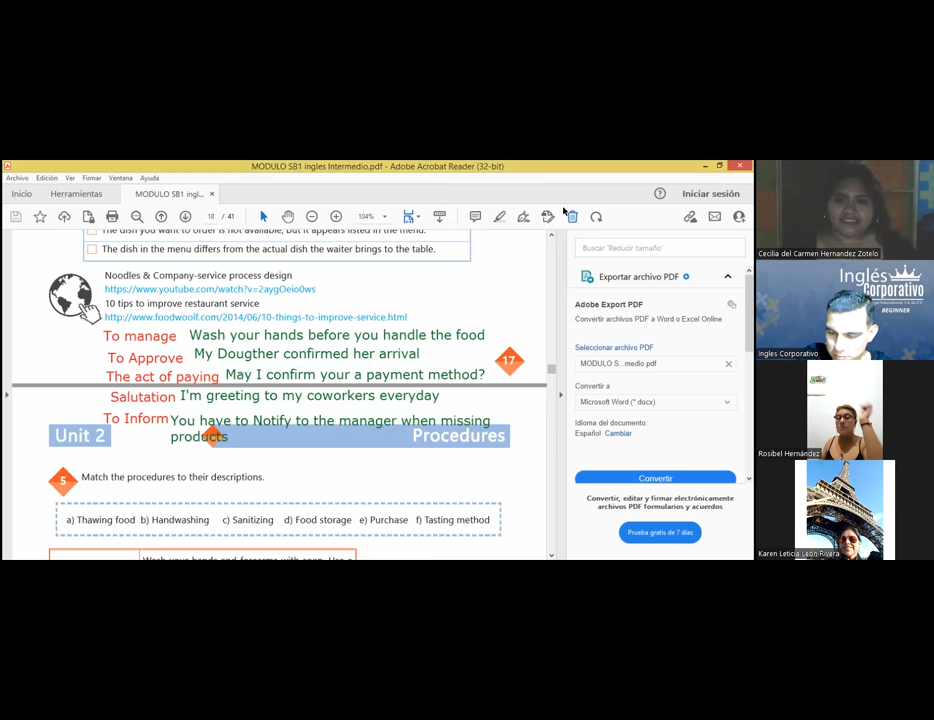 MODULO SB1 ingles Intermedio.pdf - Adobe Acrobat Reader (32-bit)
Archivo Edición Ver Firmar Ventana Ayuda
Inicio Herramientas MODULO SB1 ingl... × Iniciar sesión
18 / 41 104%
The dish you want to order is not available, but it appears listed in the menu.
The dish in the menu differs from the actual dish the waiter brings to the table.
Noodles & Company-service process design
https://www.youtube.com/watch?v=2aygOeio0ws
10 tips to improve restaurant service
http://www.foodwoolf.com/2014/06/10-things-to-improve-service.html
To manage Wash your hands before you handle the food
To Approve My Dougther confirmed her arrival
The act of paying May I confirm your a payment method?
17
Salutation I'm greeting to my coworkers everyday
To Inform You have to Notify to the manager when missing
products
Unit 2 Procedures
5 Match the procedures to their descriptions.
a) Thawing food b) Handwashing c) Sanitizing d) Food storage e) Purchase f) Tasting method
Buscar 'Reducir tamaño'
Exportar archivo PDF
Adobe Export PDF
Convertir archivos PDF a Word o Excel Online
Seleccionar archivo PDF
MODULO S...medio.pdf
Convertir a
Microsoft Word (*.docx)
Idioma del documento:
Español Cambiar
Convertir
Convertir, editar y firmar electrónicamente
archivos PDF formularios y acuerdos
Prueba gratis de 7 días
Cecilia del Carmen Hernandez Zotelo
Inglés
Corporativo
BEGINNER
Ingles Corporativo
Rosibel Hernández
Karen Leticia Leon Rivera